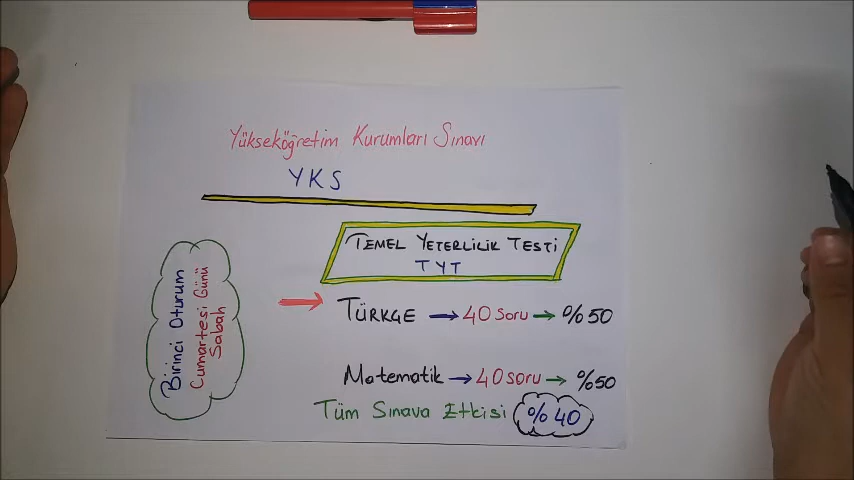 Yükseköğretim Kurumları Sınavı
YKS
TEMEL YETERLİLİK TESTİ
TYT
Birinci Oturum
Cumartesi Günü
Sabah
TÜRKGE → 40 Soru → %50
Matematik → 40 soru → %50
Tüm Sınava Etkisi %40